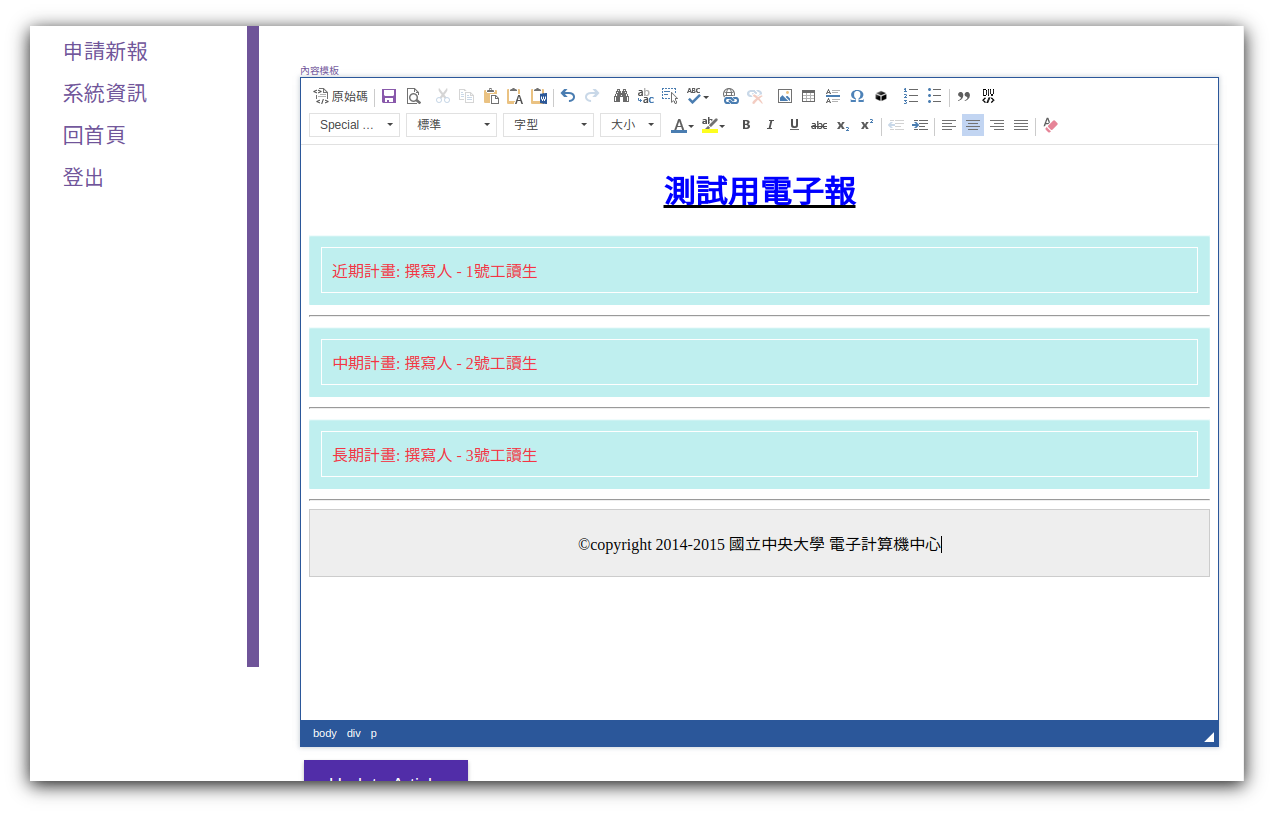 申請新報
系統資訊
回首頁
登出
內容模板
原始碼
Special ...
標準
字型
大小
測試用電子報
近期計畫: 撰寫人 - 1號工讀生
中期計畫: 撰寫人 - 2號工讀生
長期計畫: 撰寫人 - 3號工讀生
©copyright 2014-2015 國立中央大學 電子計算機中心
body div p